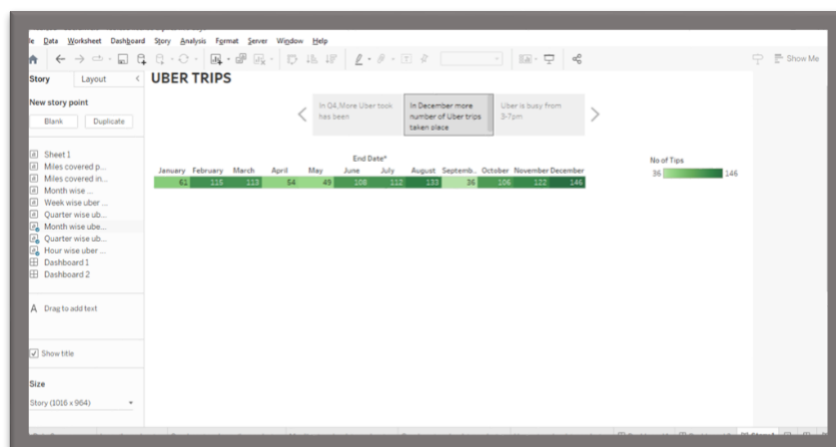 le Data Worksheet Dashboard Story Analysis Format Server Window Help
Show Me
Story Layout
UBER TRIPS
New story point
Blank Duplicate
In Q4,More Uber took
has been
In December more
number of Uber trips
taken place
Uber is busy from
3-7pm
Sheet 1
Miles covered p...
Miles covered in...
Month wise ...
Week wise uber ...
Quarter wise ub...
Month wise ube...
Quarter wise ub...
Hour wise uber ...
Dashboard 1
Dashboard 2
End Date*
January February March April May June July August Septemb.. October November December
61 115 113 54 49 108 112 133 36 106 122 146
No of Tips
36 146
A Drag to add text
Show title
Size
Story (1016 x 964)